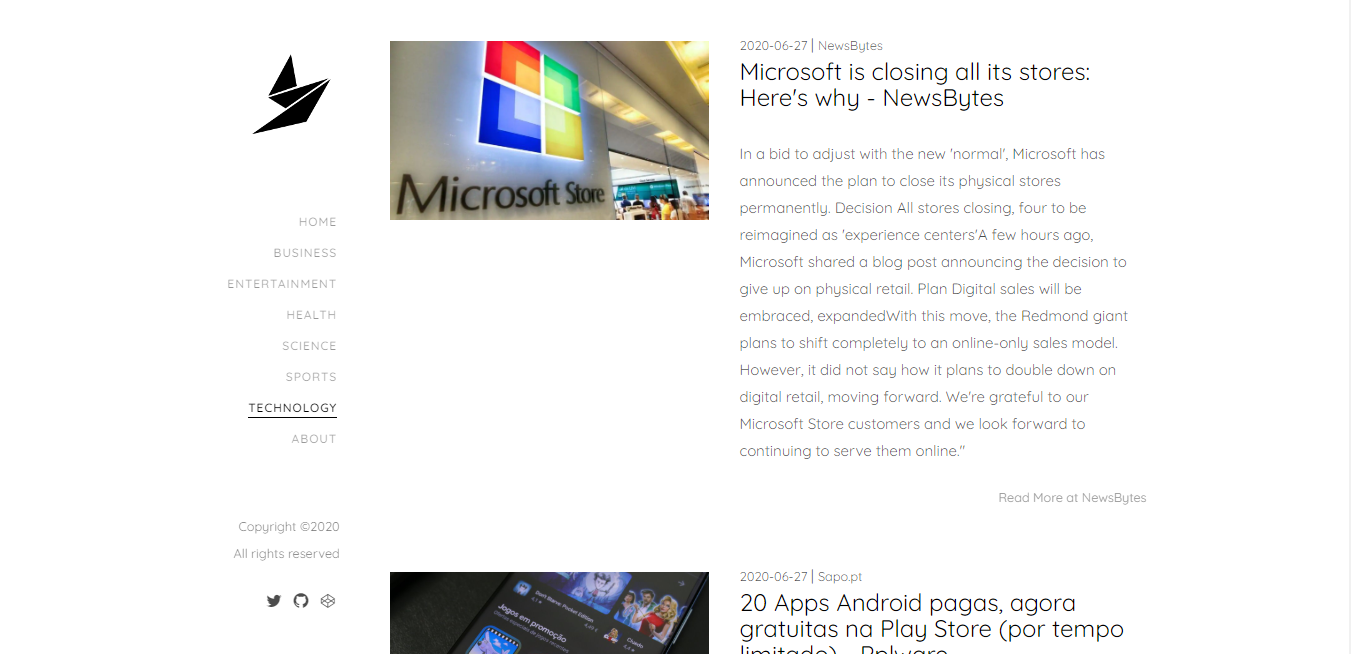 HOME
BUSINESS
ENTERTAINMENT
HEALTH
SCIENCE
SPORTS
TECHNOLOGY
ABOUT
Copyright ©2020
All rights reserved
Microsoft Store
2020-06-27 | NewsBytes
Microsoft is closing all its stores:
Here's why - NewsBytes
In a bid to adjust with the new 'normal', Microsoft has
announced the plan to close its physical stores
permanently. Decision All stores closing, four to be
reimagined as 'experience centers'A few hours ago,
Microsoft shared a blog post announcing the decision to
give up on physical retail. Plan Digital sales will be
embraced, expandedWith this move, the Redmond giant
plans to shift completely to an online-only sales model.
However, it did not say how it plans to double down on
digital retail, moving forward. We're grateful to our
Microsoft Store customers and we look forward to
continuing to serve them online."
Read More at NewsBytes
Don't Starve: Pocket Edition
Jogos em promoção
2020-06-27 | Sapo.pt
20 Apps Android pagas, agora
gratuitas na Play Store (por tempo
limitado) - Pplware